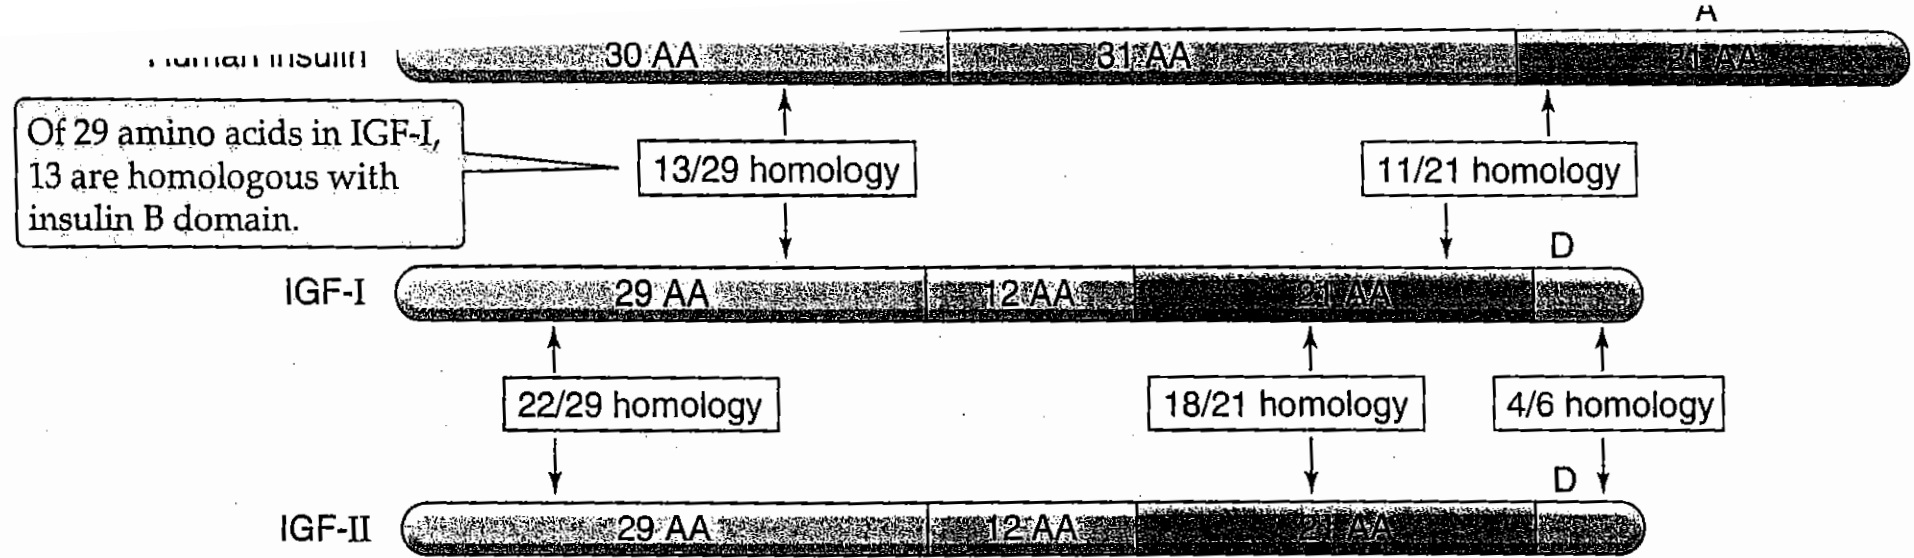 A
Human insulin 30 AA 31 AA 21 AA
Of 29 amino acids in IGF-I,
13 are homologous with
insulin B domain.
13/29 homology 11/21 homology
D
IGF-I 29 AA 12 AA 21 AA
22/29 homology 18/21 homology 4/6 homology
D
IGF-II 29 AA 12 AA 21 AA